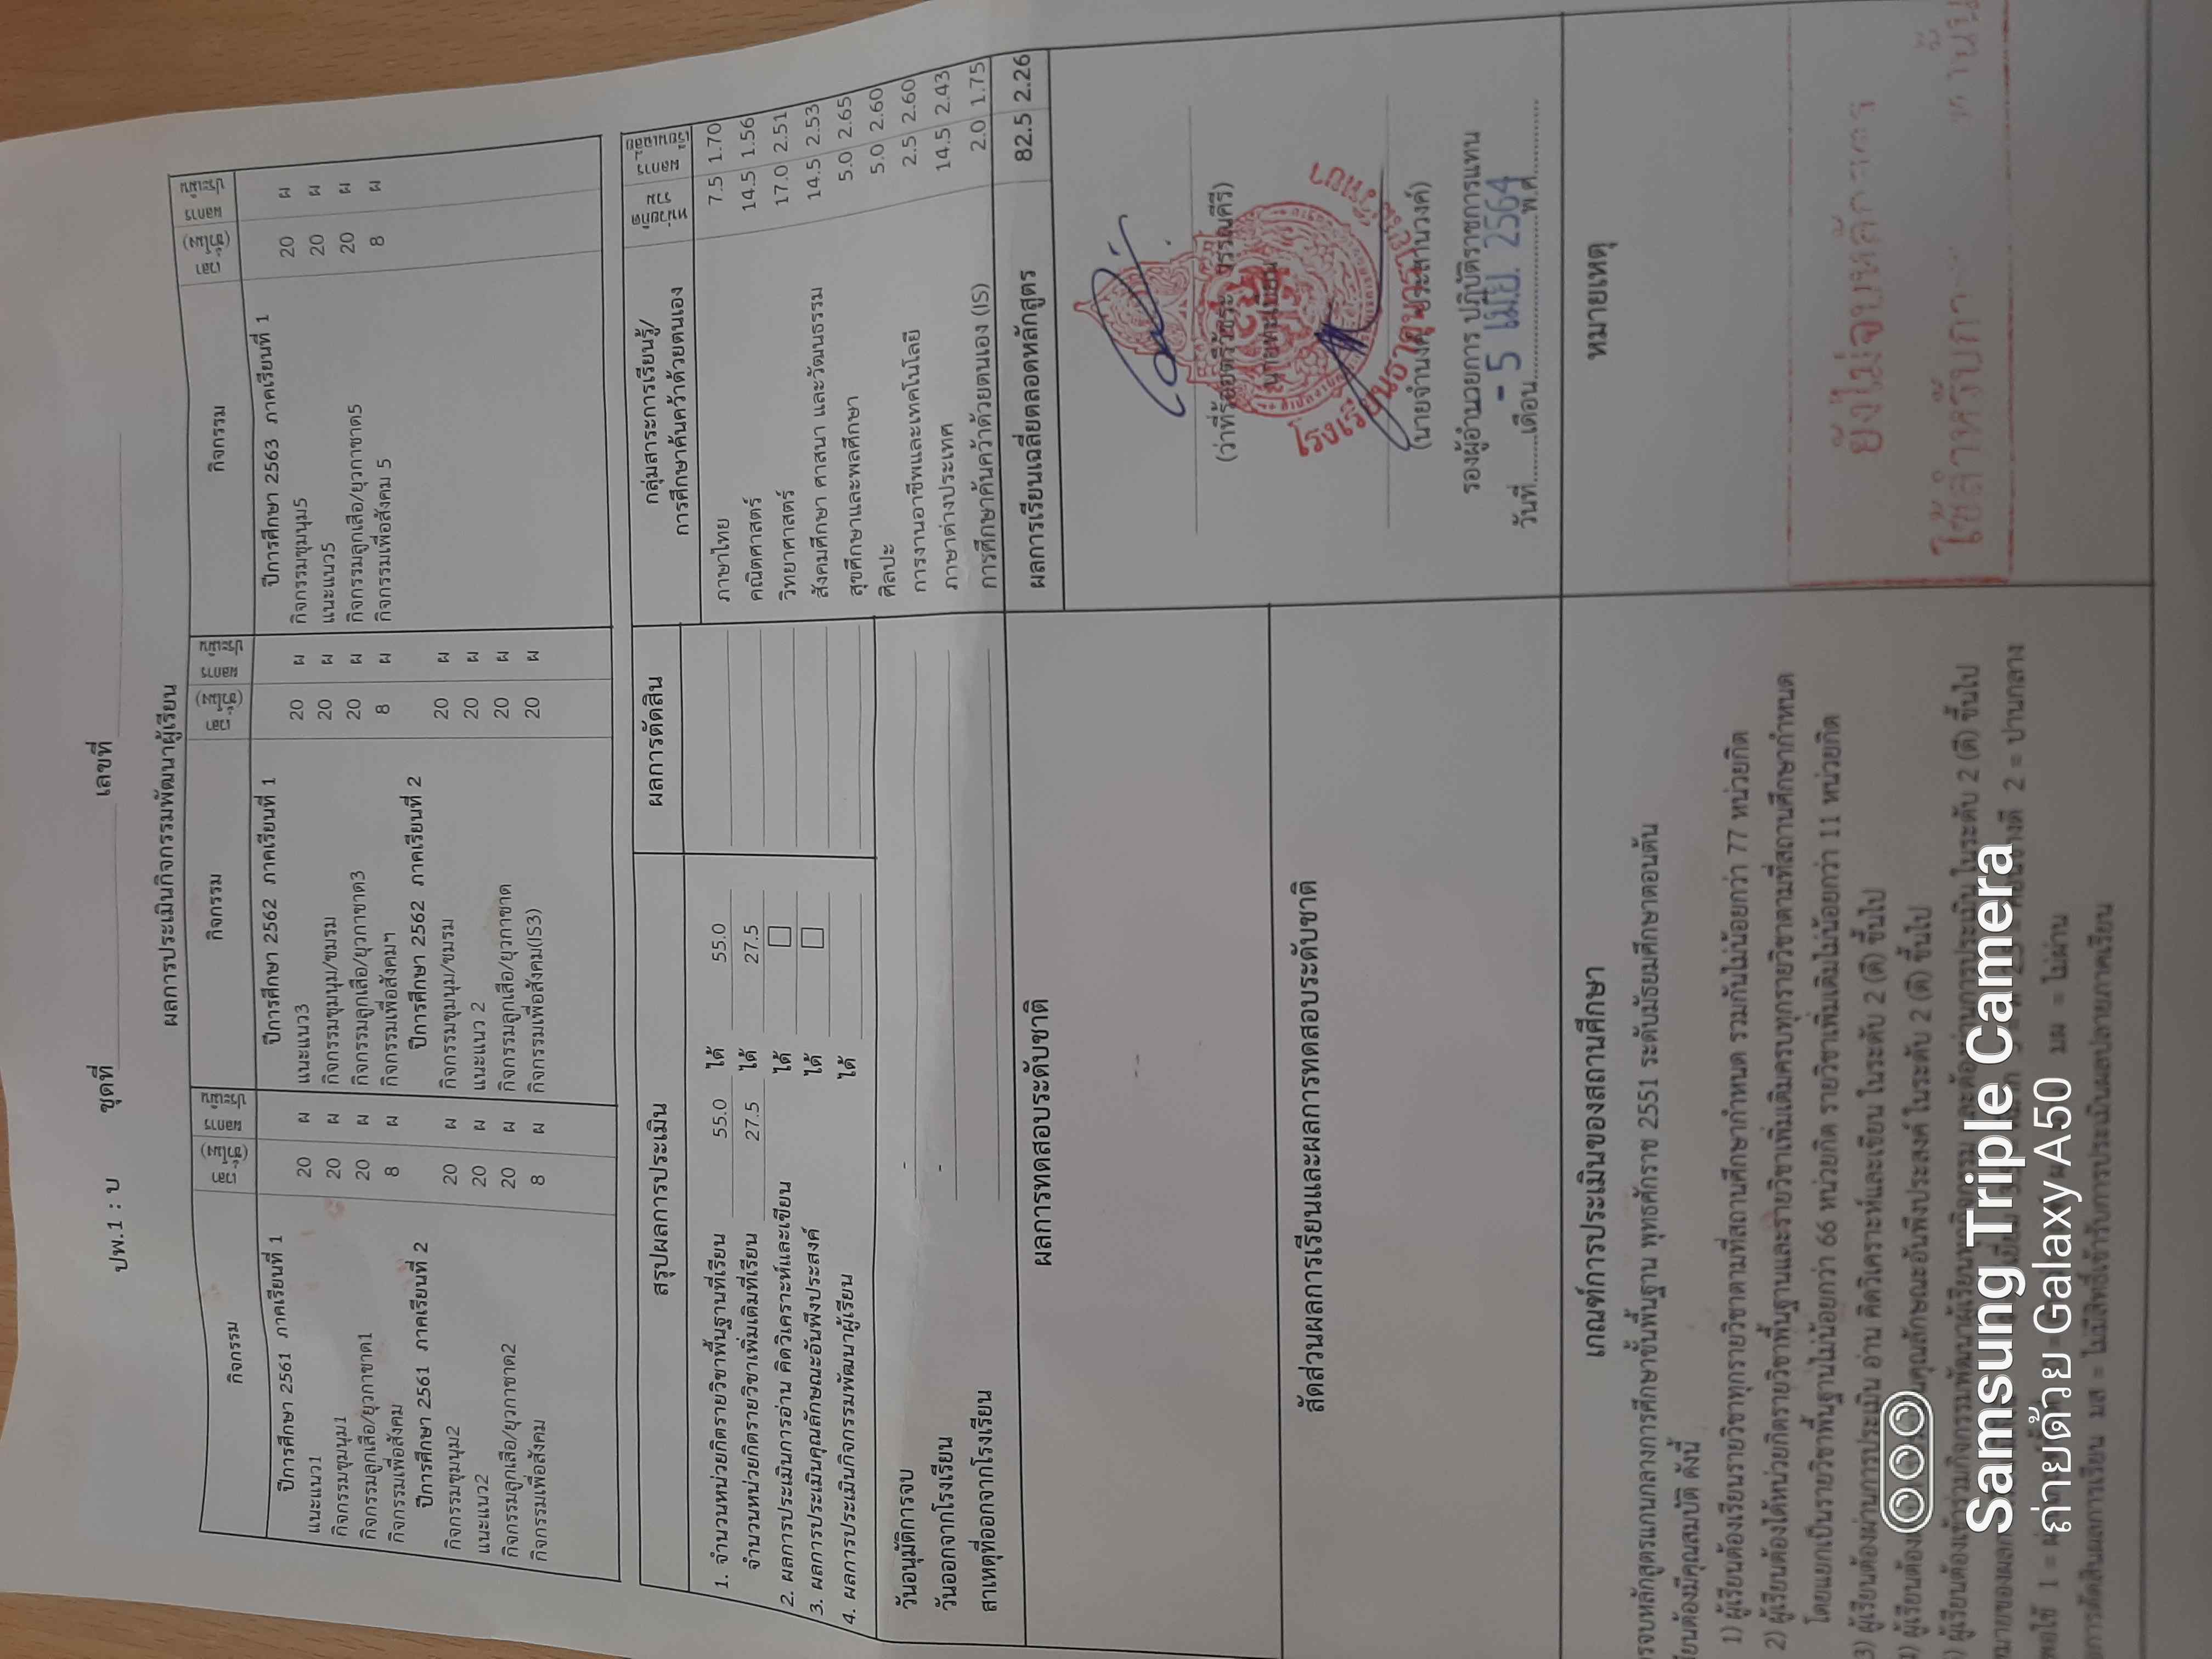 ปพ.1 : บ ชุดที่ เลขที่
ผลการประเมินกิจกรรมพัฒนาผู้เรียน
กิจกรรม เวลา (ชั่วโมง) ผลการประเมิน กิจกรรม เวลา (ชั่วโมง) ผลการประเมิน กิจกรรม เวลา (ชั่วโมง) ผลการประเมิน
ปีการศึกษา 2561 ภาคเรียนที่ 1
แนะแนว1 20 ผ
กิจกรรมชุมนุม1 20 ผ
กิจกรรมลูกเสือ/ยุวกาชาด1 20 ผ
กิจกรรมเพื่อสังคม 8 ผ
ปีการศึกษา 2561 ภาคเรียนที่ 2
กิจกรรมชุมนุม2 20 ผ
แนะแนว2 20 ผ
กิจกรรมลูกเสือ/ยุวกาชาด2 20 ผ
กิจกรรมเพื่อสังคม 8 ผ
ปีการศึกษา 2562 ภาคเรียนที่ 1
แนะแนว3 20 ผ
กิจกรรมชุมนุม/ชมรม 20 ผ
กิจกรรมลูกเสือ/ยุวกาชาด3 20 ผ
กิจกรรมเพื่อสังคมฯ 8 ผ
ปีการศึกษา 2562 ภาคเรียนที่ 2
กิจกรรมชุมนุม/ชมรม 20 ผ
แนะแนว 2 20 ผ
กิจกรรมลูกเสือ/ยุวกาชาด 20 ผ
กิจกรรมเพื่อสังคม(IS3) 20 ผ
ปีการศึกษา 2563 ภาคเรียนที่ 1
กิจกรรมชุมนุม5 20 ผ
แนะแนว5 20 ผ
กิจกรรมลูกเสือ/ยุวกาชาด5 20 ผ
กิจกรรมเพื่อสังคม 5 8 ผ
สรุปผลการประเมิน ผลการตัดสิน
1. จำนวนหน่วยกิตรายวิชาพื้นฐานที่เรียน 55.0 ได้ 55.0
จำนวนหน่วยกิตรายวิชาเพิ่มเติมที่เรียน 27.5 ได้ 27.5
2. ผลการประเมินการอ่าน คิดวิเคราะห์และเขียน ได้
3. ผลการประเมินคุณลักษณะอันพึงประสงค์ ได้
4. ผลการประเมินกิจกรรมพัฒนาผู้เรียน ได้
วันอนุมัติการจบ -
วันออกจากโรงเรียน -
สาเหตุที่ออกจากโรงเรียน
กลุ่มสาระการเรียนรู้/
การศึกษาค้นคว้าด้วยตนเอง
หน่วยกิตรวม ผลการเรียนเฉลี่ย
ภาษาไทย 7.5 1.70
คณิตศาสตร์ 14.5 1.56
วิทยาศาสตร์ 17.0 2.51
สังคมศึกษา ศาสนา และวัฒนธรรม 14.5 2.53
สุขศึกษาและพลศึกษา 5.0 2.65
ศิลปะ 5.0 2.60
การงานอาชีพและเทคโนโลยี 2.5 2.60
ภาษาต่างประเทศ 14.5 2.43
การศึกษาค้นคว้าด้วยตนเอง (IS) 2.0 1.75
ผลการเรียนเฉลี่ยตลอดหลักสูตร 82.5 2.26
ผลการทดสอบระดับชาติ
สัดส่วนผลการเรียนและผลการทดสอบระดับชาติ
(ว่าที่ร้อยตรีวัชระ วรรณคีรี)
นายทะเบียน
(นายจำนงค์ ประสานวงค์)
รองผู้อำนวยการ ปฏิบัติราชการแทน
วันที่ เดือน พ.ศ.
- 5 เม.ย. 2564
เกณฑ์การประเมินของสถานศึกษา
รจบหลักสูตรแกนกลางการศึกษาขั้นพื้นฐาน พุทธศักราช 2551 ระดับมัธยมศึกษาตอนต้น
ยนต้องมีคุณสมบัติ ดังนี้
1) ผู้เรียนต้องเรียนรายวิชาทุกรายวิชาตามที่สถานศึกษากำหนด รวมกันไม่น้อยกว่า 77 หน่วยกิต
2) ผู้เรียนต้องได้หน่วยกิตรายวิชาพื้นฐานและรายวิชาเพิ่มเติมครบทุกรายวิชาตามที่สถานศึกษากำหนด
โดยแยกเป็นรายวิชาพื้นฐานไม่น้อยกว่า 66 หน่วยกิต รายวิชาเพิ่มเติมไม่น้อยกว่า 11 หน่วยกิต
3) ผู้เรียนต้องผ่านการประเมิน อ่าน คิดวิเคราะห์และเขียน ในระดับ 2 (ดี) ขึ้นไป
) ผู้เรียนต้อง คุณลักษณะอันพึงประสงค์ ในระดับ 2 (ดี) ขึ้นไป
) ผู้เรียนต้องเข้าร่วมกิจกรรมพัฒนาผู้เรียนทุกกิจกรรม และต้องผ่านการประเมิน ในระดับ 2 (ดี) ขึ้นไป
2 = ปานกลาง
มผ = ไม่ผ่าน
การตัดสินผลการเรียน มส = ไม่มีสิทธิ์เข้ารับการประเมินผลปลายภาคเรียน
หมายเหตุ
ยังไม่จบหลักสูตร
ใช้สำหรับ
Samsung Triple Camera
ถ่ายด้วย Galaxy A50